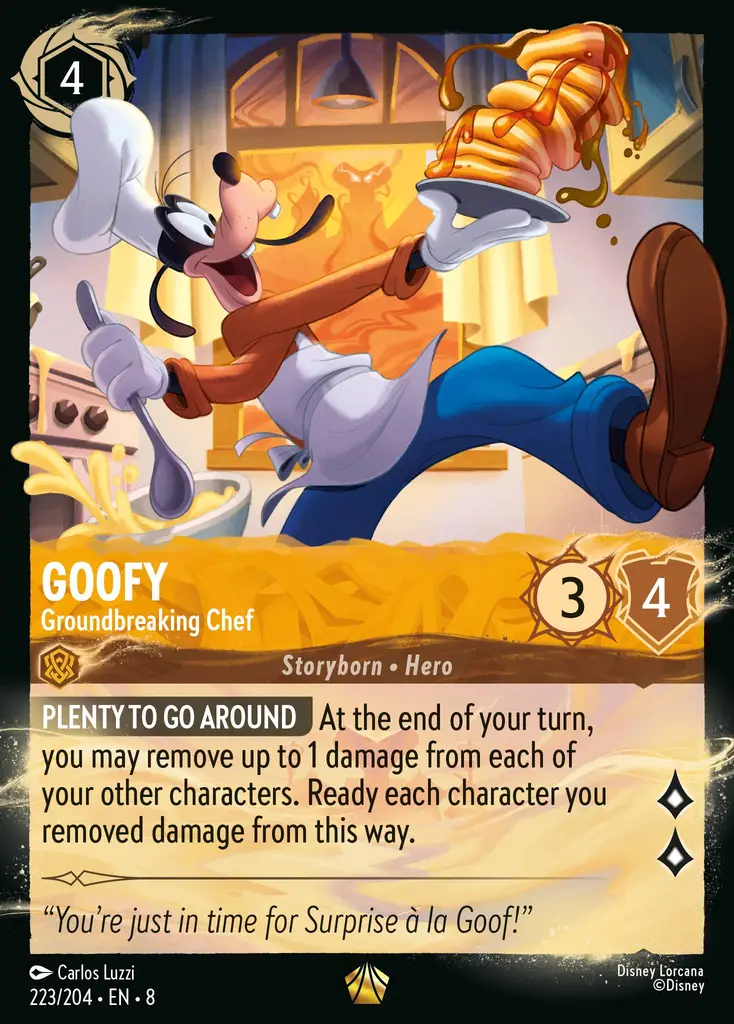 4
GOOFY
Groundbreaking Chef
3
4
Storyborn • Hero
PLENTY TO GO AROUND At the end of your turn,
you may remove up to 1 damage from each of
your other characters. Ready each character you
removed damage from this way.
“You’re just in time for Surprise à la Goof!”
Carlos Luzzi
223/204 • EN • 8
Disney Lorcana
©Disney